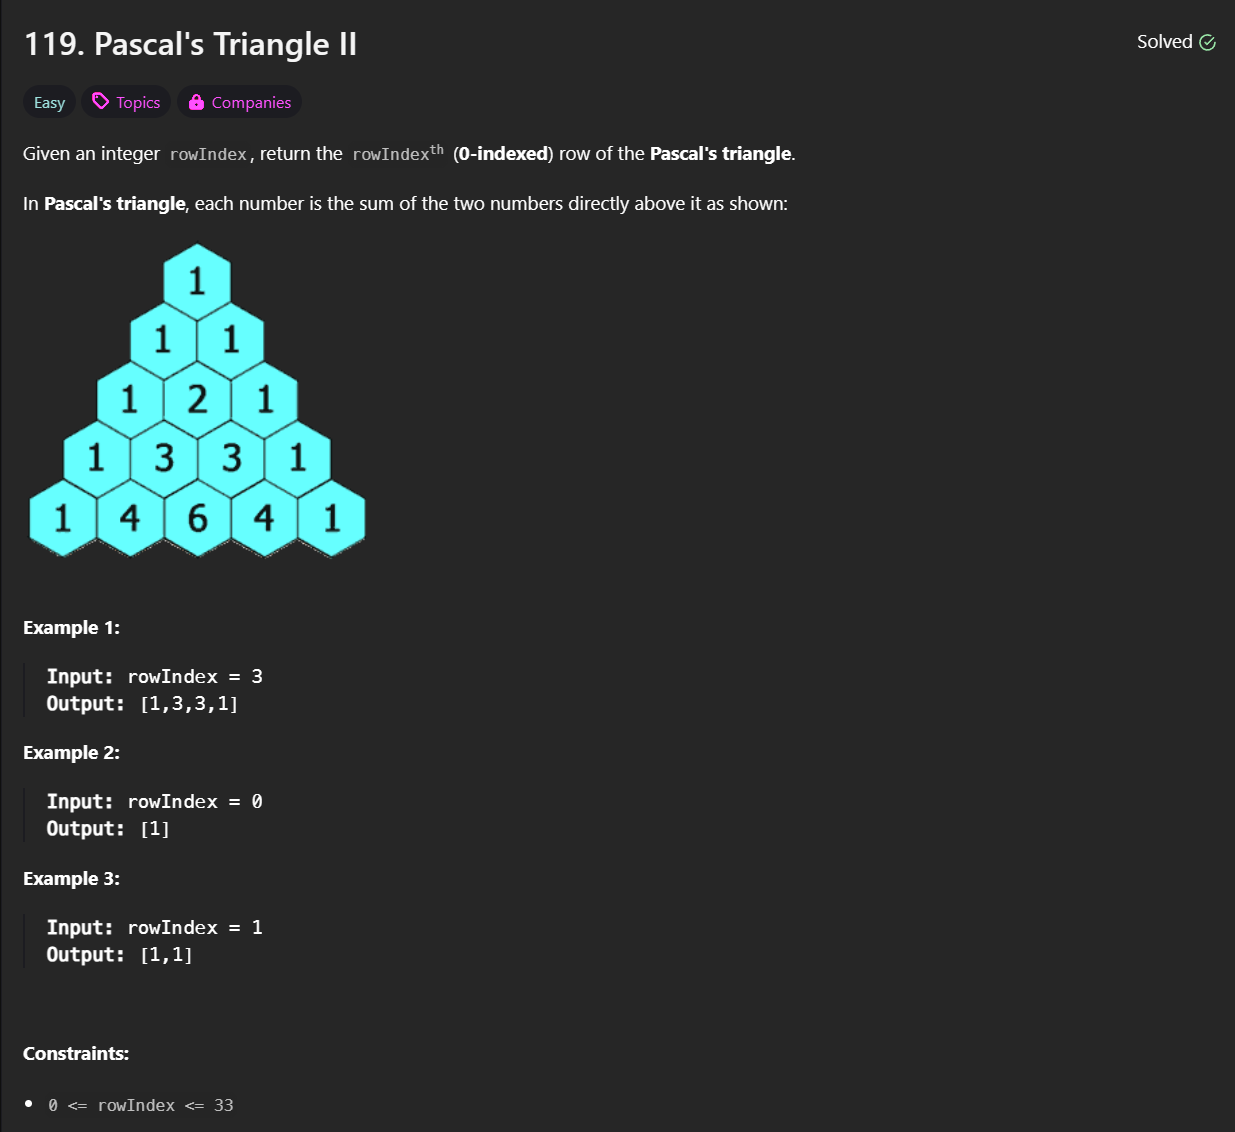 119. Pascal's Triangle II
Solved
Easy Topics Companies
Given an integer rowIndex, return the rowIndexth (0-indexed) row of the Pascal's triangle.
In Pascal's triangle, each number is the sum of the two numbers directly above it as shown:
1
1 1
1 2 1
1 3 3 1
1 4 6 4 1
Example 1:
Input: rowIndex = 3
Output: [1,3,3,1]
Example 2:
Input: rowIndex = 0
Output: [1]
Example 3:
Input: rowIndex = 1
Output: [1,1]
Constraints:
• 0 <= rowIndex <= 33